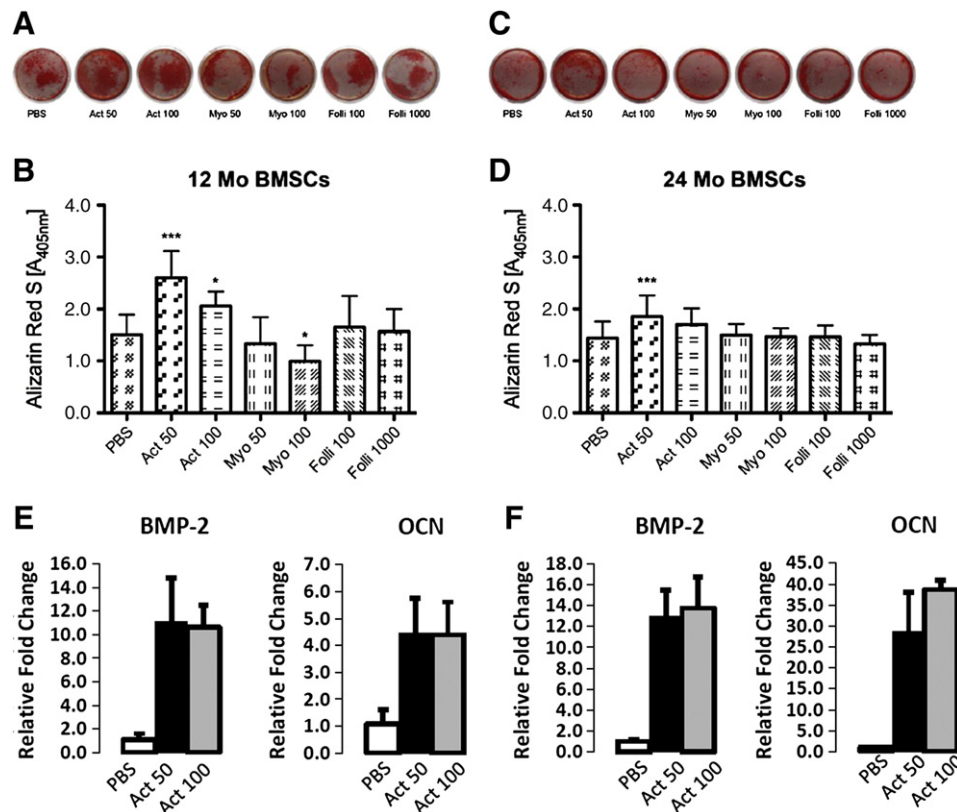 A
C
PBS Act 50 Act 100 Myo 50 Myo 100 Folli 100 Folli 1000
PBS Act 50 Act 100 Myo 50 Myo 100 Folli 100 Folli 1000
B
12 Mo BMSCs
Alizarin Red S [A405nm]
4.0
3.0
2.0
1.0
0.0
***
*
*
PBS Act 50 Act 100 Myo 50 Myo 100 Folli 100 Folli 1000
D
24 Mo BMSCs
Alizarin Red S [A405nm]
4.0
3.0
2.0
1.0
0.0
***
PBS Act 50 Act 100 Myo 50 Myo 100 Folli 100 Folli 1000
E
BMP-2
Relative Fold Change
16.0
14.0
12.0
10.0
8.0
6.0
4.0
2.0
0.0
PBS Act 50 Act 100
OCN
Relative Fold Change
7.0
6.0
5.0
4.0
3.0
2.0
1.0
0.0
PBS Act 50 Act 100
F
BMP-2
Relative Fold Change
18.0
16.0
14.0
12.0
10.0
8.0
6.0
4.0
2.0
0.0
PBS Act 50 Act 100
OCN
Relative Fold Change
45.0
40.0
35.0
30.0
25.0
20.0
15.0
10.0
5.0
0.0
PBS Act 50 Act 100